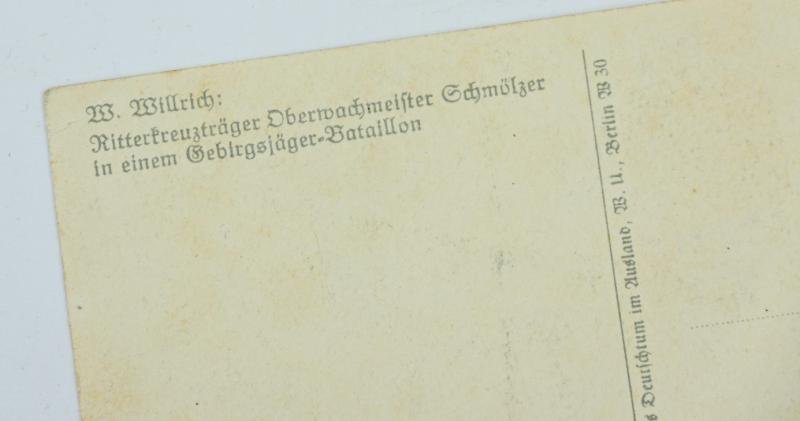 W. Willrich:
Ritterkreuzträger Oberwachmeister Schmölzer
in einem Gebirgsjäger-Bataillon
Deutschtum im Ausland, W. U., Berlin W 30